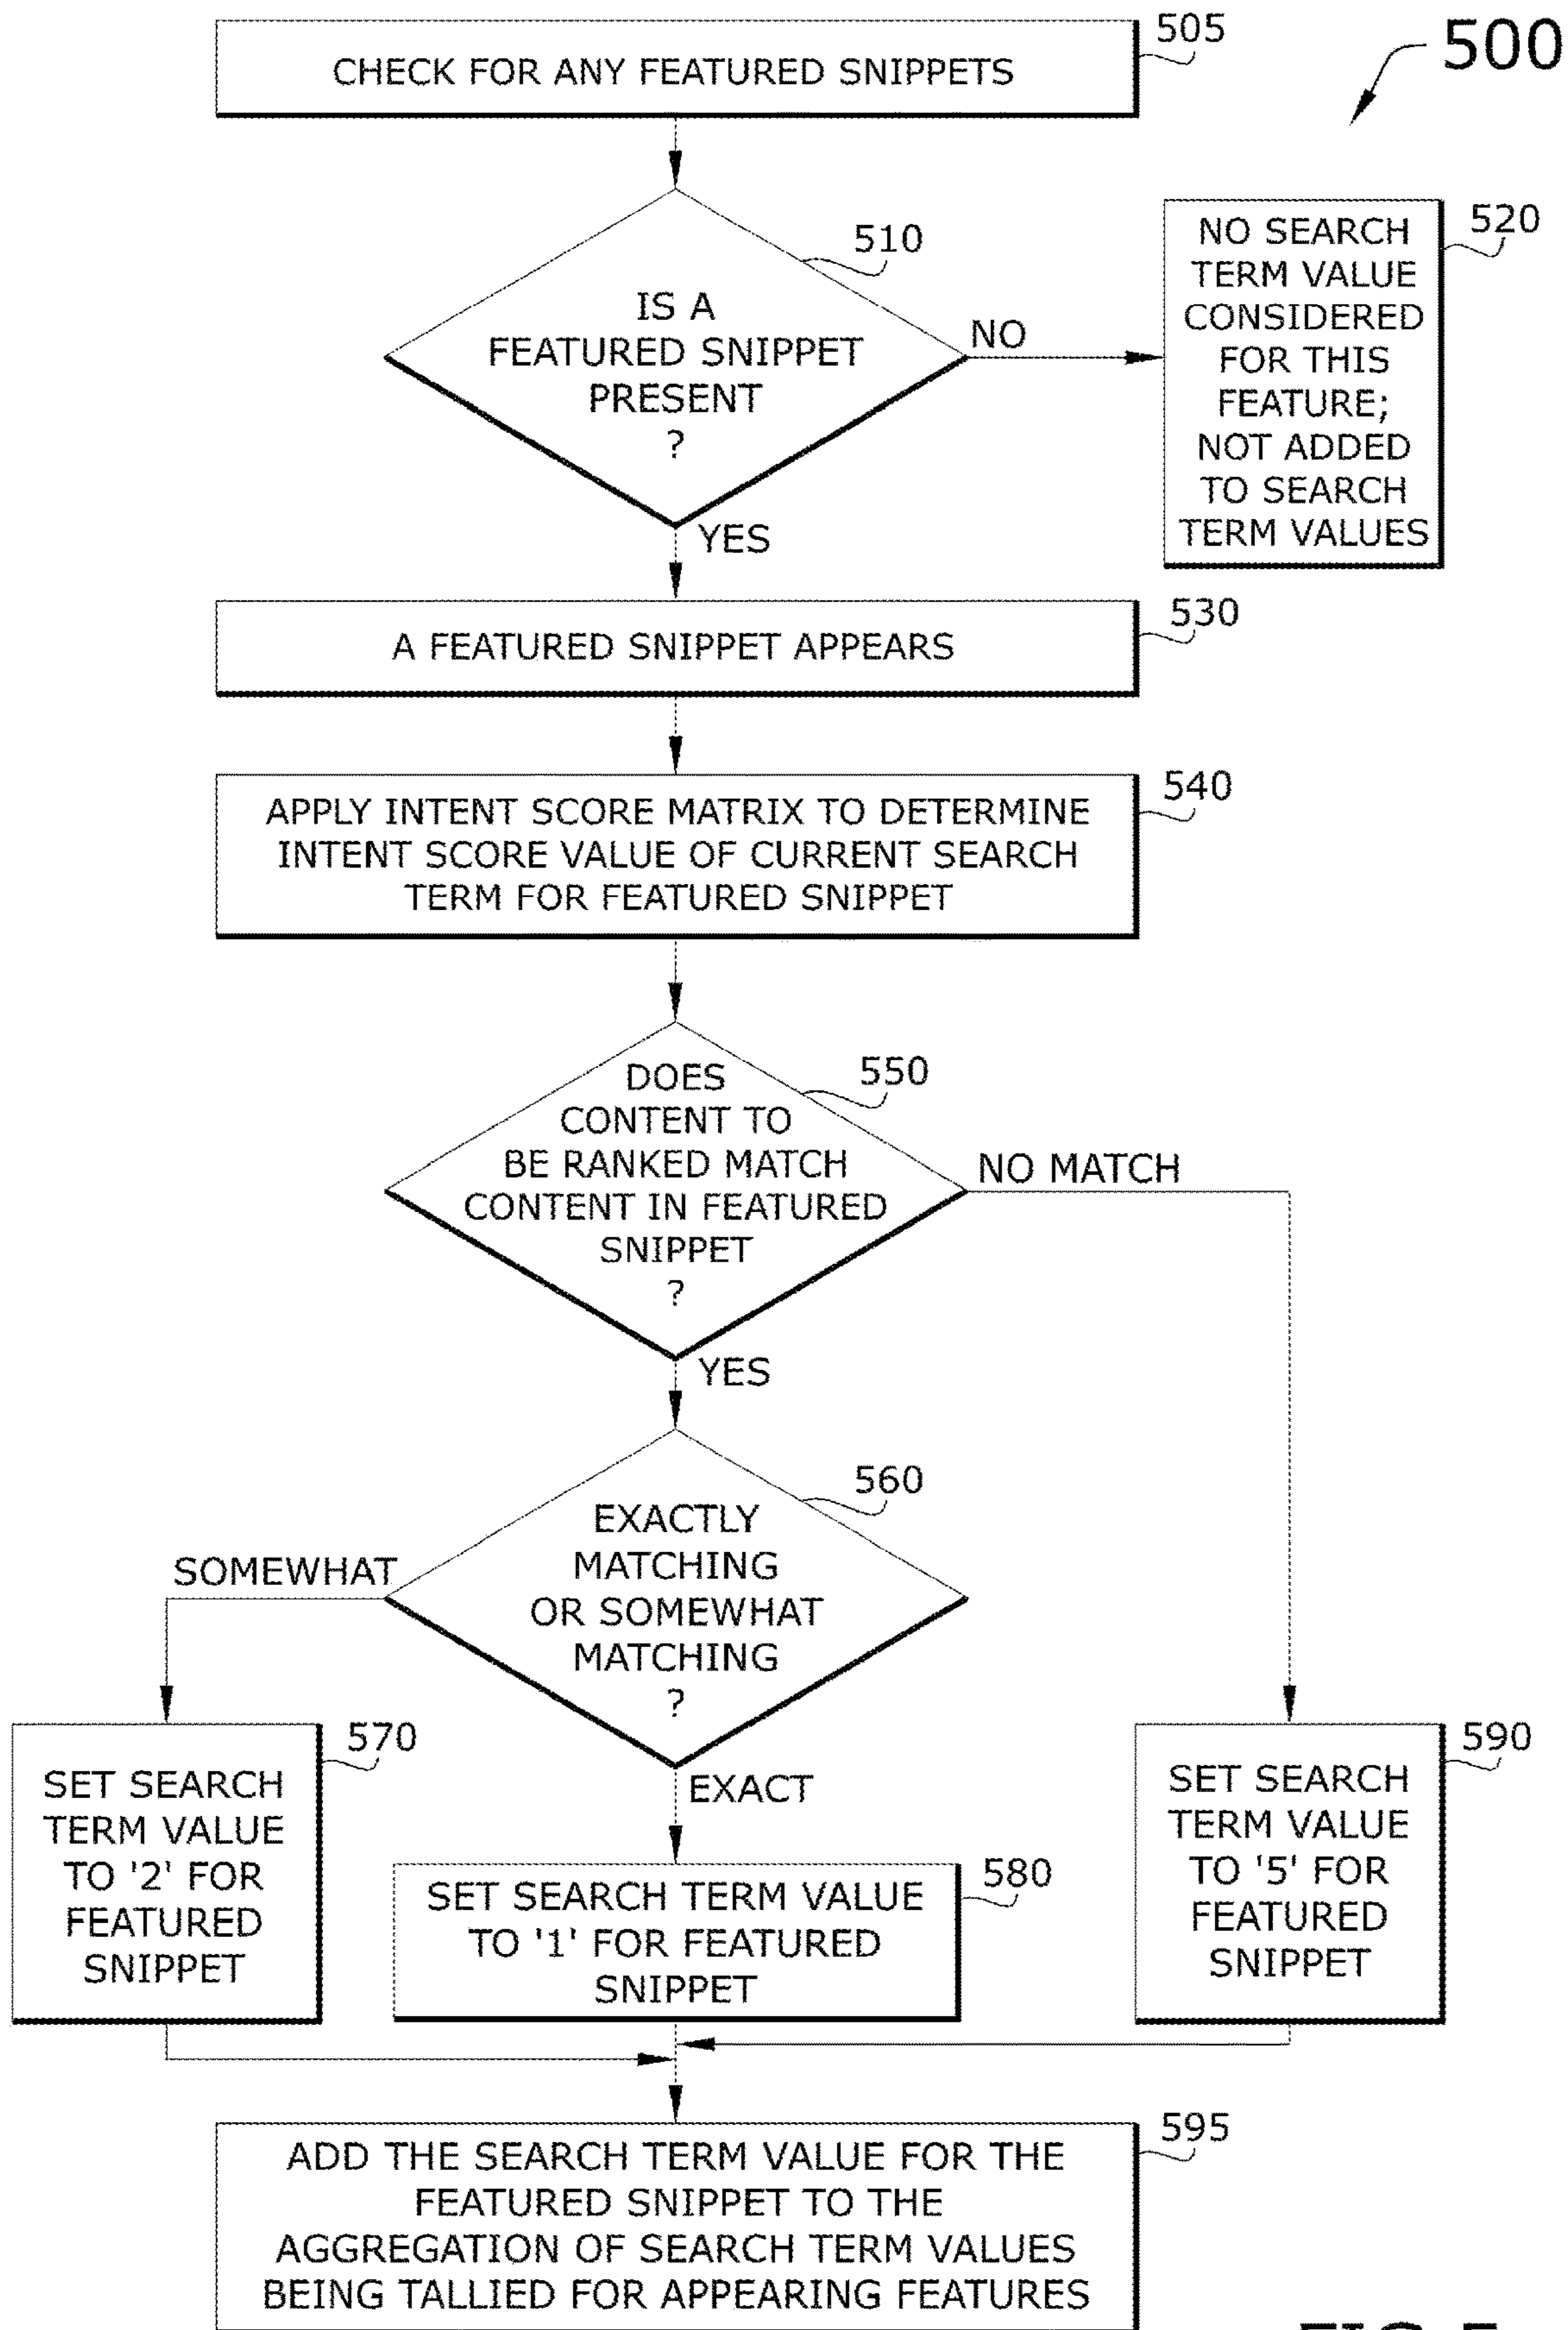 505
500
CHECK FOR ANY FEATURED SNIPPETS
510
IS A
FEATURED SNIPPET
PRESENT
?
NO
YES
520
NO SEARCH
TERM VALUE
CONSIDERED
FOR THIS
FEATURE;
NOT ADDED
TO SEARCH
TERM VALUES
530
A FEATURED SNIPPET APPEARS
540
APPLY INTENT SCORE MATRIX TO DETERMINE
INTENT SCORE VALUE OF CURRENT SEARCH
TERM FOR FEATURED SNIPPET
550
DOES
CONTENT TO
BE RANKED MATCH
CONTENT IN FEATURED
SNIPPET
?
NO MATCH
YES
560
EXACTLY
MATCHING
OR SOMEWHAT
MATCHING
?
SOMEWHAT
EXACT
570
SET SEARCH
TERM VALUE
TO '2' FOR
FEATURED
SNIPPET
580
SET SEARCH TERM VALUE
TO '1' FOR FEATURED
SNIPPET
590
SET SEARCH
TERM VALUE
TO '5' FOR
FEATURED
SNIPPET
595
ADD THE SEARCH TERM VALUE FOR THE
FEATURED SNIPPET TO THE
AGGREGATION OF SEARCH TERM VALUES
BEING TALLIED FOR APPEARING FEATURES